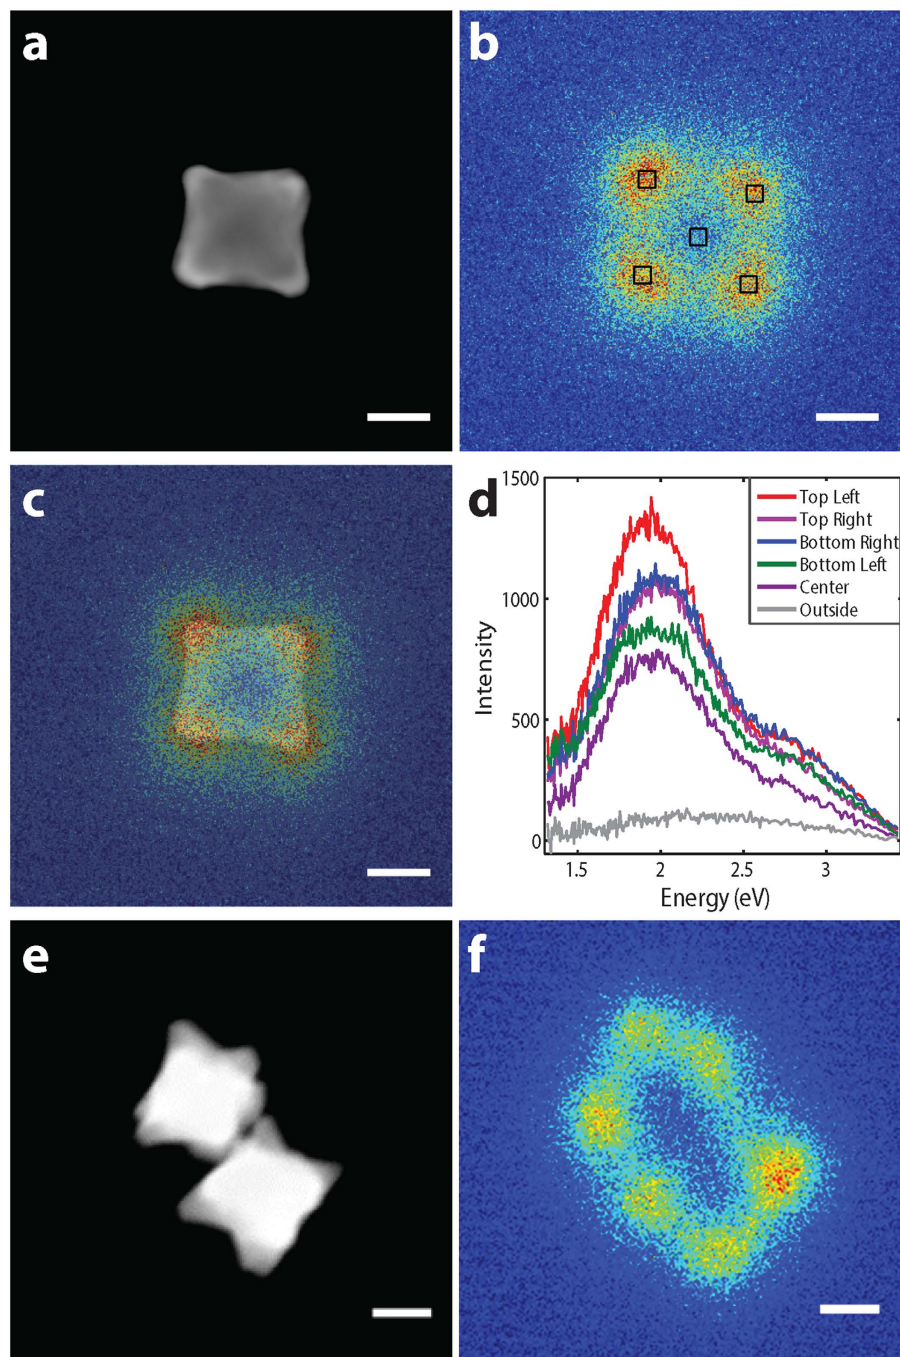 a
b
c
d
1500
1000
500
0
Intensity
Top Left
Top Right
Bottom Right
Bottom Left
Center
Outside
1.5 2 2.5 3
Energy (eV)
e
f